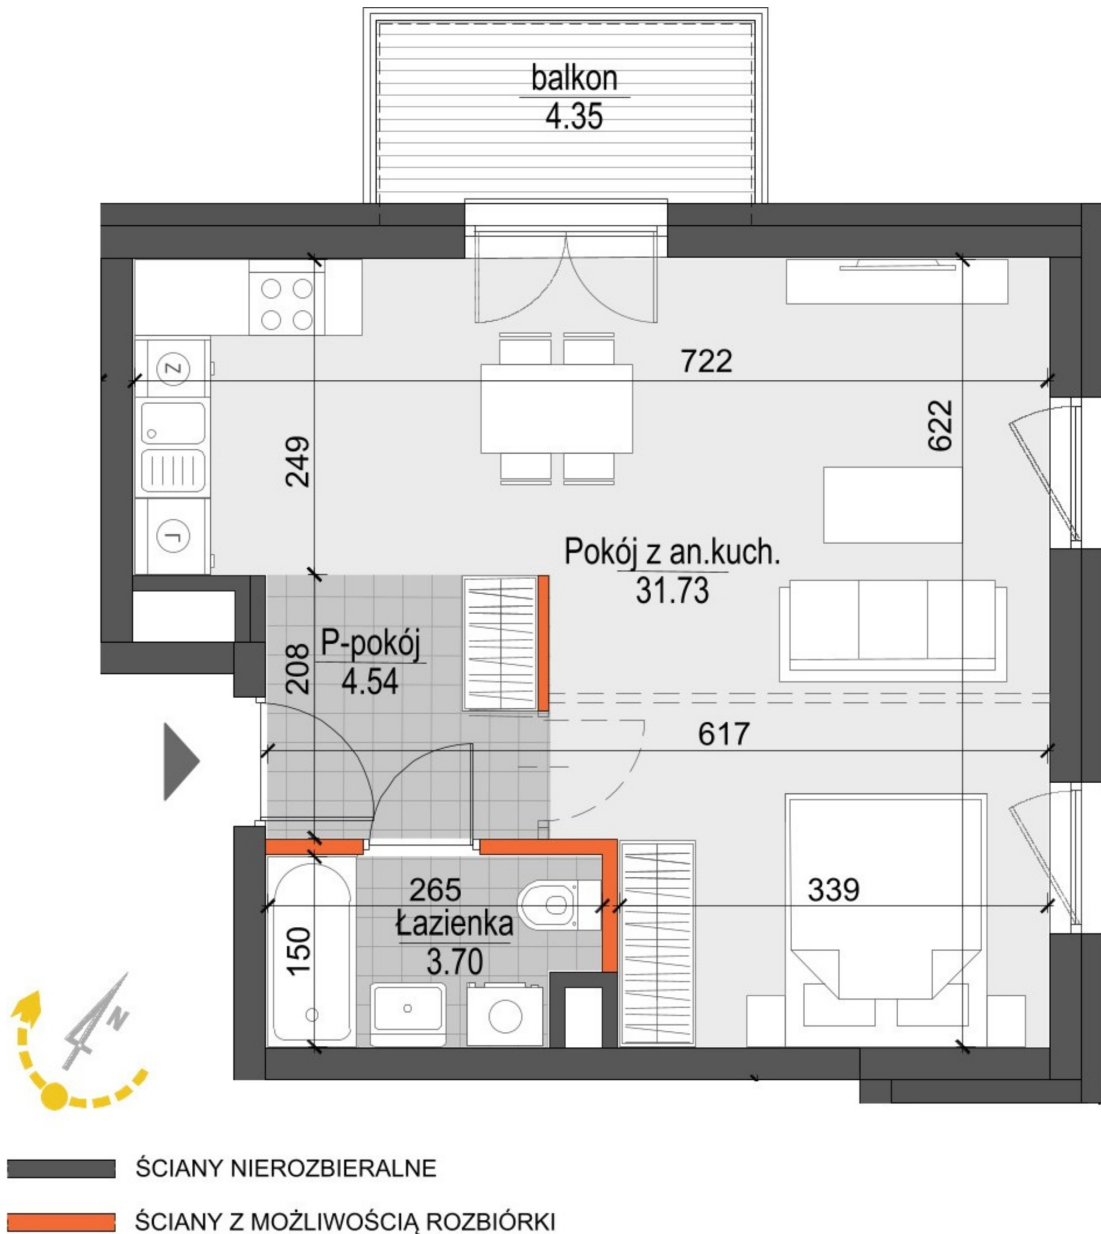 balkon
4.35
722
622
249
Z
L
Pokój z an.kuch.
31.73
P-pokój
4.54
208
617
265
Łazienka
3.70
150
339
N
ŚCIANY NIEROZBIERALNE
ŚCIANY Z MOŻLIWOŚCIĄ ROZBIÓRKI